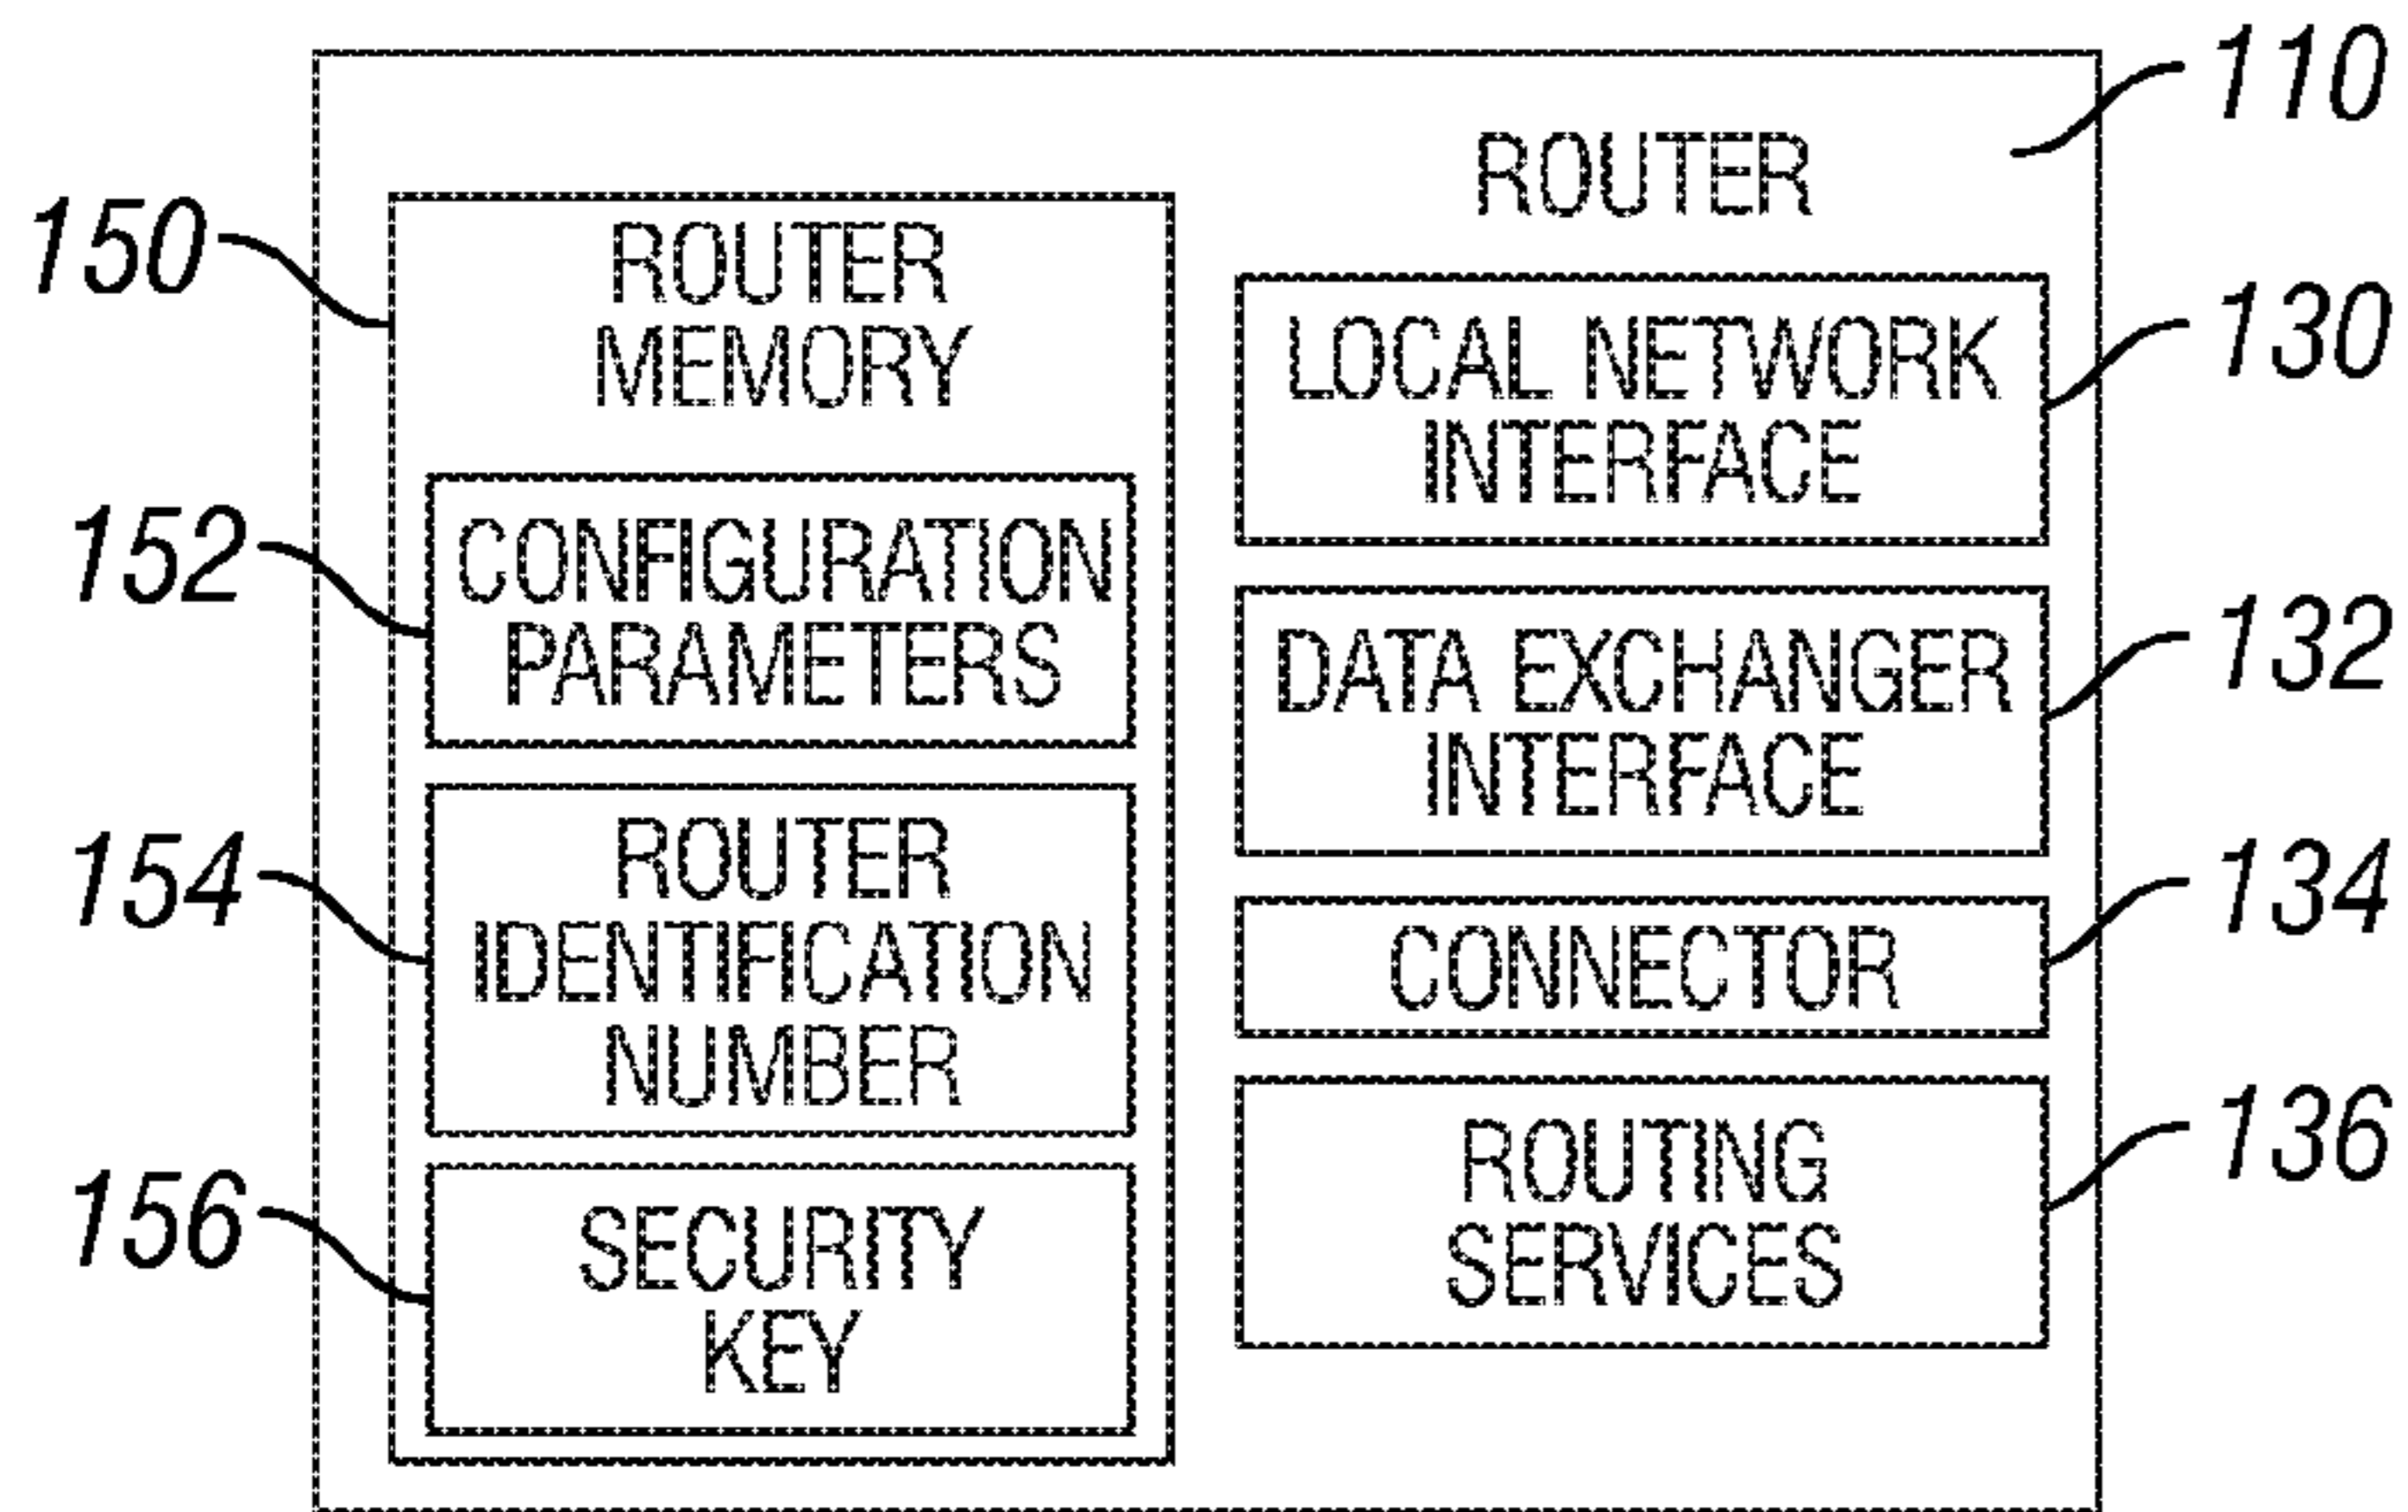 110
ROUTER
150
ROUTER
MEMORY
152
CONFIGURATION
PARAMETERS
154
ROUTER
IDENTIFICATION
NUMBER
156
SECURITY
KEY
LOCAL NETWORK
INTERFACE
130
DATA EXCHANGER
INTERFACE
132
CONNECTOR
134
ROUTING
SERVICES
136